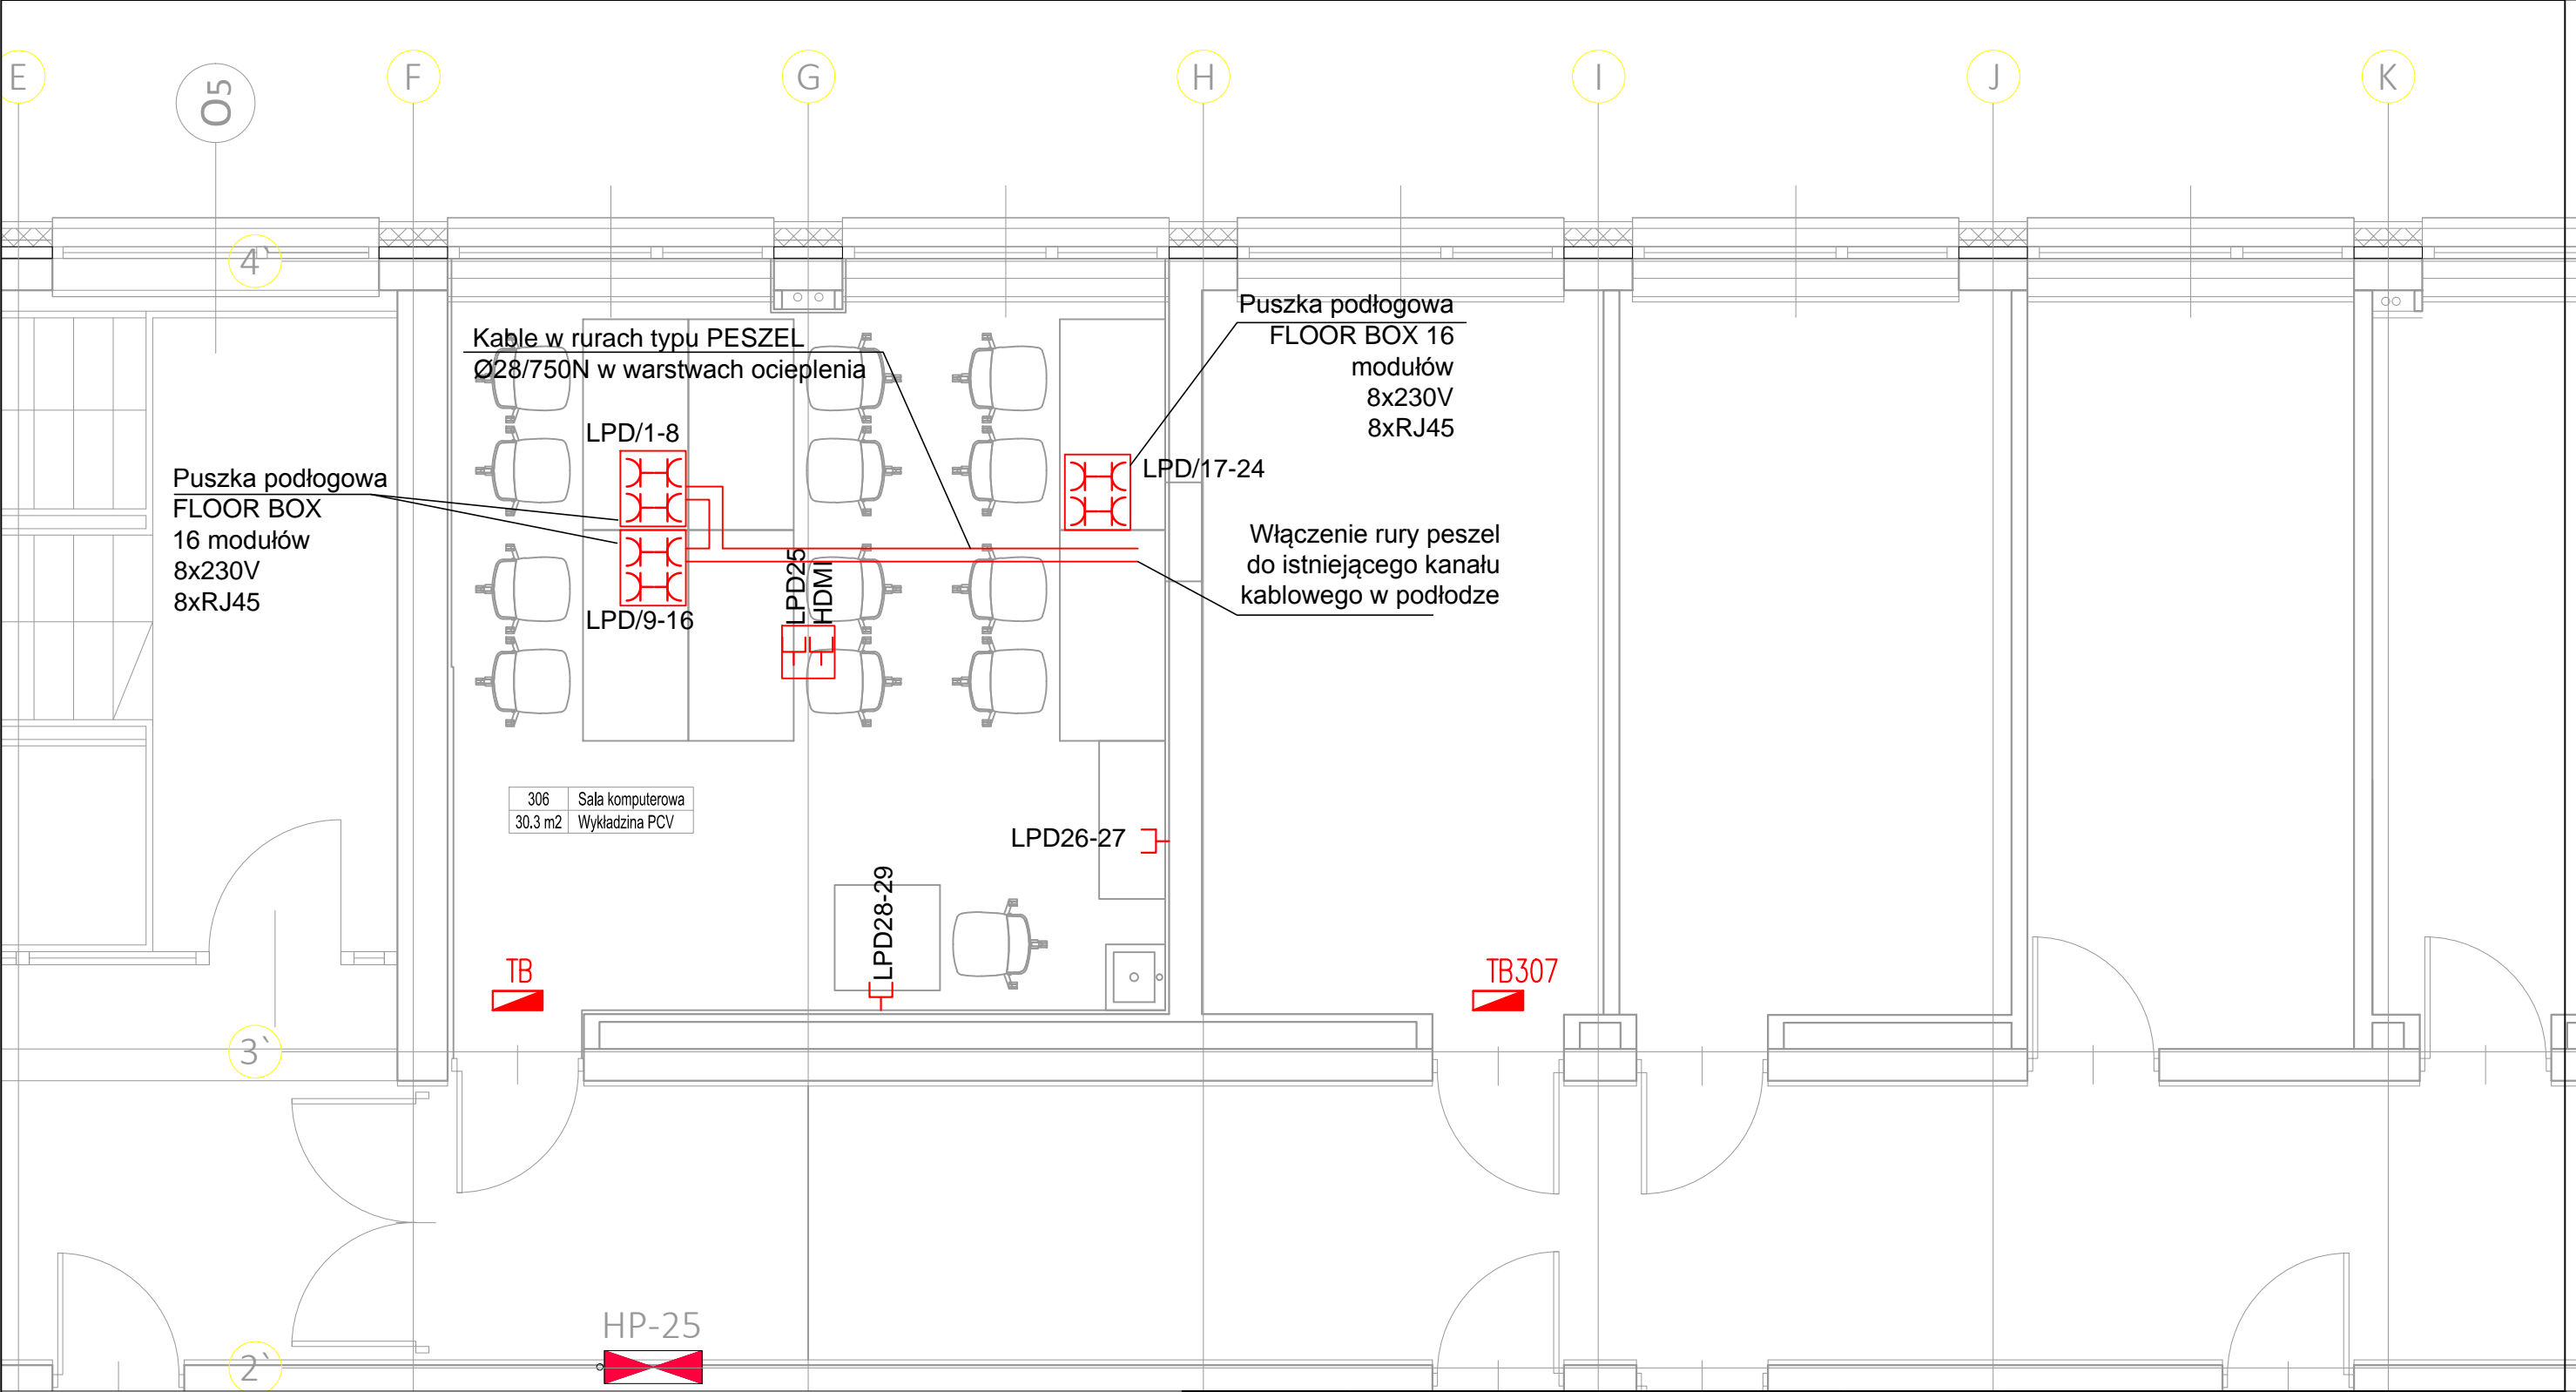 E
O5
F
G
H
I
J
K
4`
Kable w rurach typu PESZEL
Ø28/750N w warstwach ocieplenia
Puszka podłogowa
FLOOR BOX 16
modułów
8x230V
8xRJ45
LPD/1-8
LPD/17-24
Puszka podłogowa
FLOOR BOX
16 modułów
8x230V
8xRJ45
Włączenie rury peszel
do istniejącego kanału
kablowego w podłodze
LPD/9-16
LPD25
HDMI
306 Sala komputerowa
30.3 m2 Wykładzina PCV
LPD26-27
LPD28-29
TB
TB307
3`
HP-25
2`